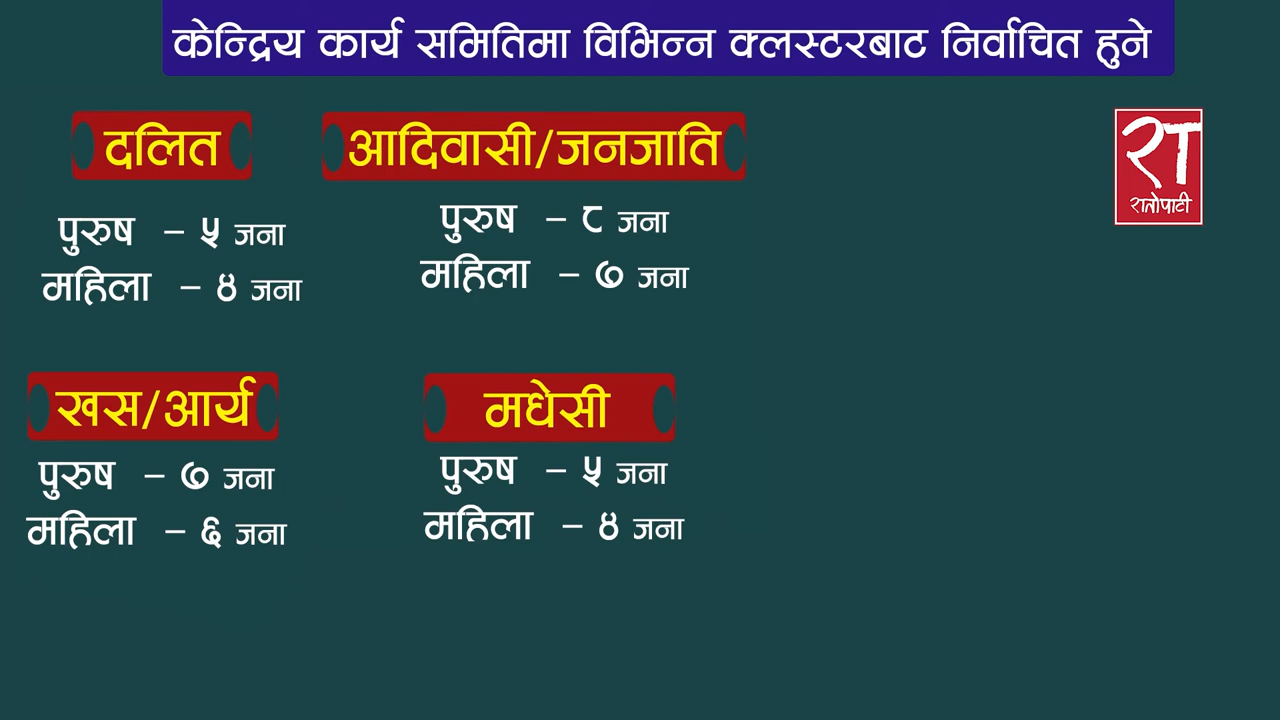 केन्द्रिय कार्य समितिमा विभिन्न क्लस्टरबाट निर्वाचित हुने
दलित
पुरुष – ५ जना
महिला – ४ जना
आदिवासी/जनजाति
पुरुष – ८ जना
महिला – ७ जना
रा
रातोपाटी
खस/आर्य
पुरुष – ७ जना
महिला – ६ जना
मधेसी
पुरुष – ५ जना
महिला – ४ जना